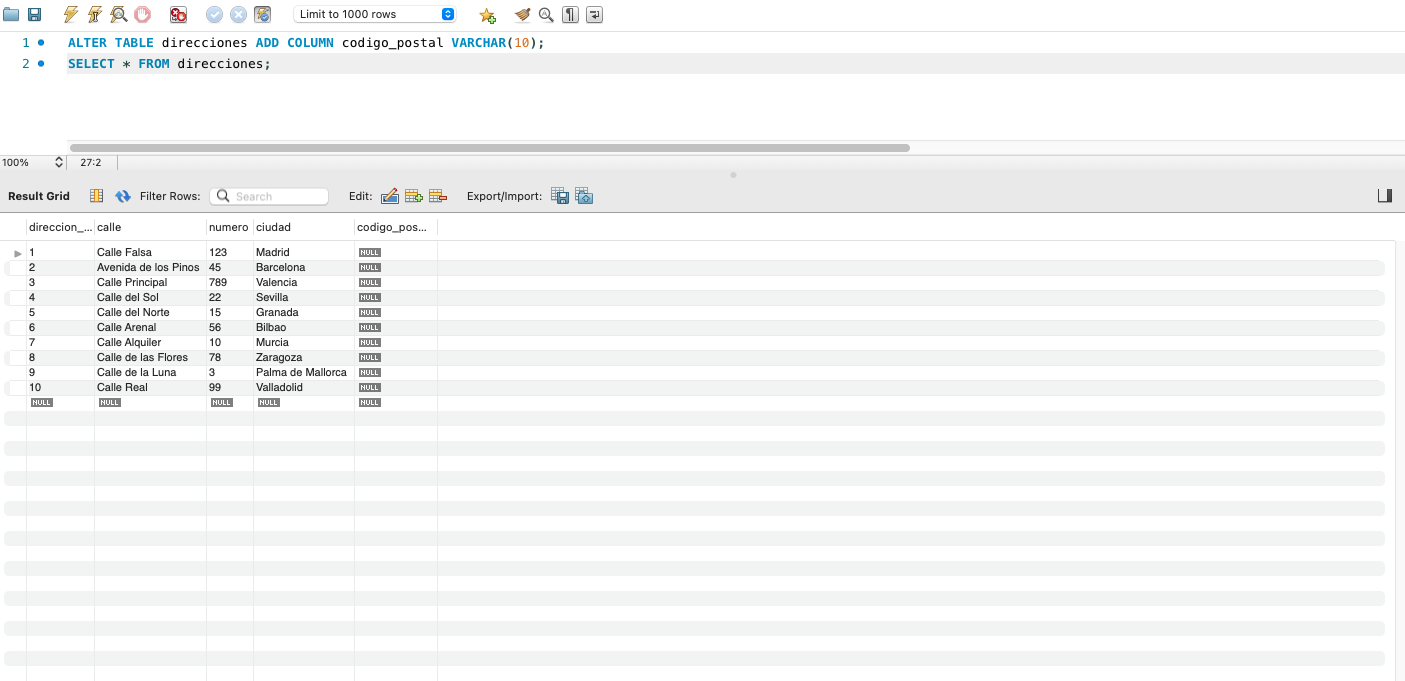 Limit to 1000 rows
1 ALTER TABLE direcciones ADD COLUMN codigo_postal VARCHAR(10);
2 SELECT * FROM direcciones;
100% 27:2
Result Grid Filter Rows: Search Edit: Export/Import:
direccion_... calle numero ciudad codigo_pos...
1 Calle Falsa 123 Madrid NULL
2 Avenida de los Pinos 45 Barcelona NULL
3 Calle Principal 789 Valencia NULL
4 Calle del Sol 22 Sevilla NULL
5 Calle del Norte 15 Granada NULL
6 Calle Arenal 56 Bilbao NULL
7 Calle Alquiler 10 Murcia NULL
8 Calle de las Flores 78 Zaragoza NULL
9 Calle de la Luna 3 Palma de Mallorca NULL
10 Calle Real 99 Valladolid NULL
NULL NULL NULL NULL NULL